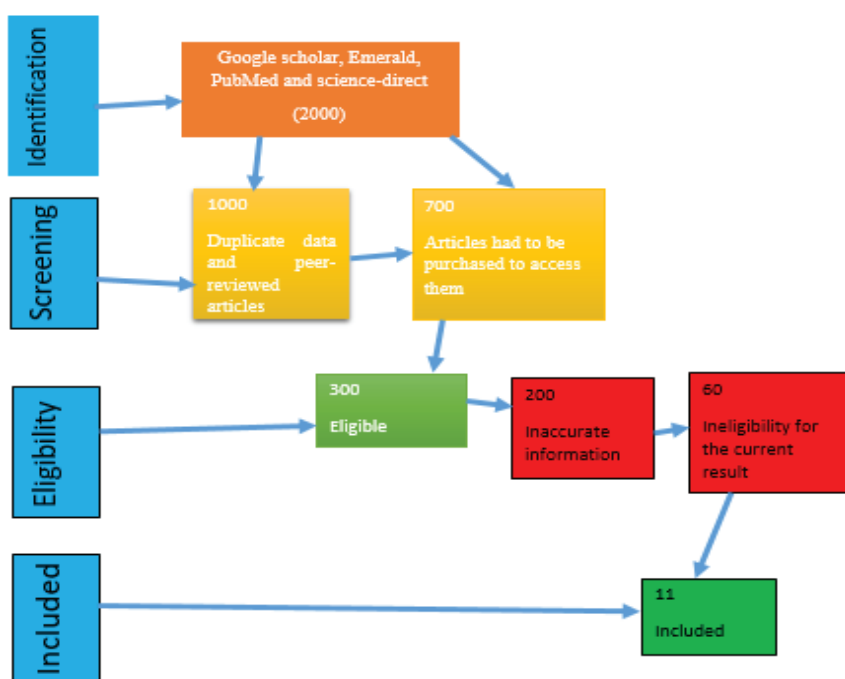 Identification
Google scholar, Emerald,
PubMed and science-direct
(2000)
Screening
1000
Duplicate data
and peer-
reviewed
articles
700
Articles had to be
purchased to access
them
Eligibility
300
Eligible
200
Inaccurate
information
60
Ineligibility for
the current
result
Included
11
Included